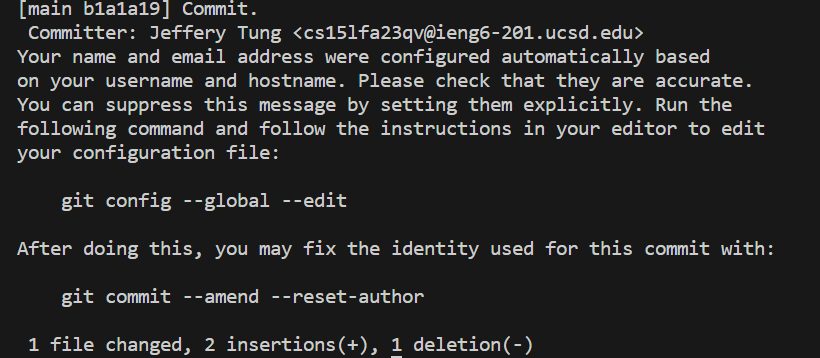 [main b1a1a19] Commit.
Committer: Jeffery Tung <cs15lfa23qv@ieng6-201.ucsd.edu>
Your name and email address were configured automatically based
on your username and hostname. Please check that they are accurate.
You can suppress this message by setting them explicitly. Run the
following command and follow the instructions in your editor to edit
your configuration file:
git config --global --edit
After doing this, you may fix the identity used for this commit with:
git commit --amend --reset-author
1 file changed, 2 insertions(+), 1 deletion(-)